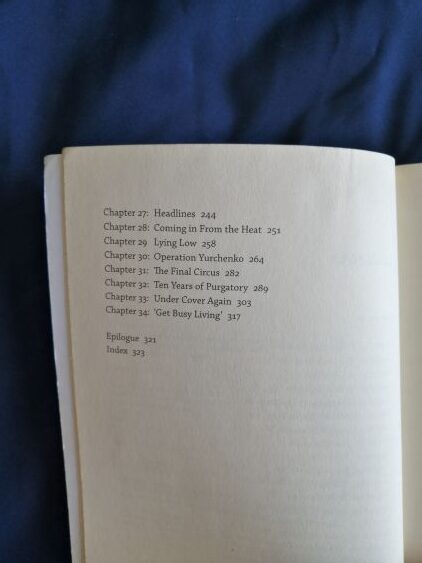 Chapter 27: Headlines 244
Chapter 28: Coming in From the Heat 251
Chapter 29 Lying Low 258
Chapter 30: Operation Yurchenko 264
Chapter 31: The Final Circus 282
Chapter 32: Ten Years of Purgatory 289
Chapter 33: Under Cover Again 303
Chapter 34: ‘Get Busy Living’ 317
Epilogue 321
Index 323